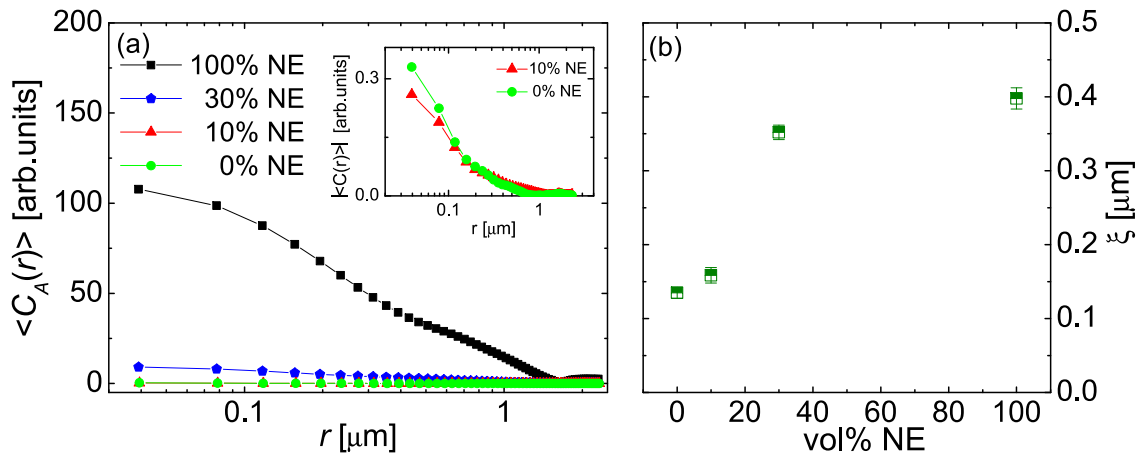 (a)
200
150
100
50
0
<C_A(r)> [arb.units]
100% NE
30% NE
10% NE
0% NE
0.1
1
r [μm]
|<C(r)>| [arb.units]
0.3
0.0
10% NE
0% NE
0.1
1
r [μm]
(b)
0.5
0.4
0.3
0.2
0.1
0.0
ξ [μm]
0 20 40 60 80 100
vol% NE